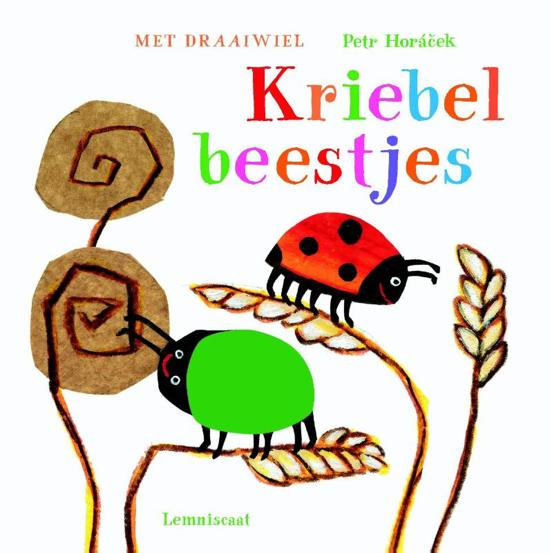 MET DRAAIWIEL Petr Horáček
Kriebel
beestjes
Lemniscaat